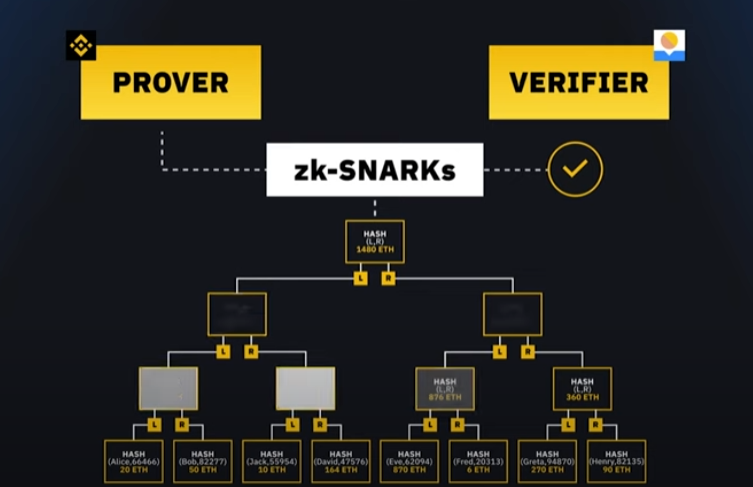 PROVER
VERIFIER
zk-SNARKs
HASH
(L,R)
1480 ETH
L R
L R
L R
HASH
(L,R)
876 ETH
HASH
(L,R)
360 ETH
L R
L R
L R
L R
HASH
(Alice,66466)
20 ETH
HASH
(Bob,82277)
50 ETH
HASH
(Jack,55954)
10 ETH
HASH
(David,47576)
164 ETH
HASH
(Eve,62094)
870 ETH
HASH
(Fred,20313)
6 ETH
HASH
(Greta,94870)
270 ETH
HASH
(Henry,82135)
90 ETH